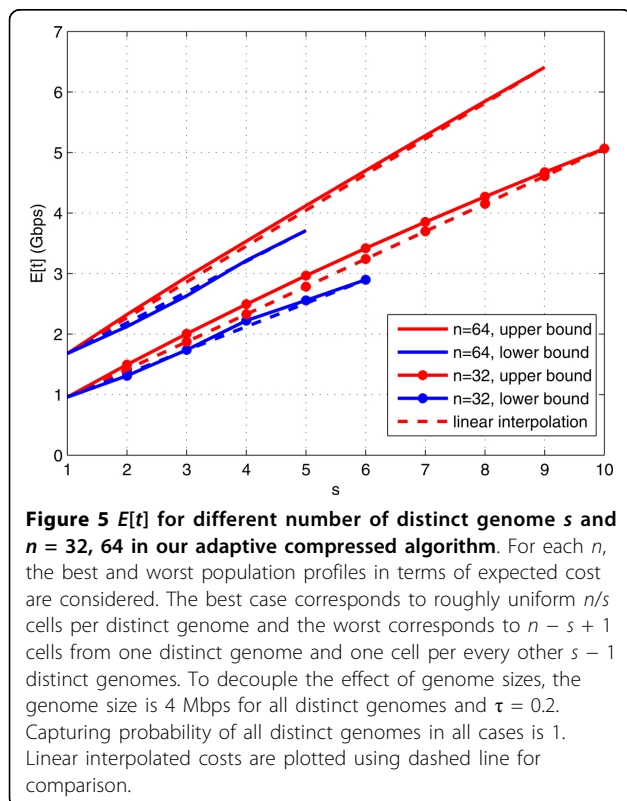 7
6
5
4
3
2
1
0
E[t] (Gbps)
1 2 3 4 5 6 7 8 9 10
s
n=64, upper bound
n=64, lower bound
n=32, upper bound
n=32, lower bound
linear interpolation
Figure 5 E[t] for different number of distinct genome s and
n = 32, 64 in our adaptive compressed algorithm. For each n,
the best and worst population profiles in terms of expected cost
are considered. The best case corresponds to roughly uniform n/s
cells per distinct genome and the worst corresponds to n − s + 1
cells from one distinct genome and one cell per every other s − 1
distinct genomes. To decouple the effect of genome sizes, the
genome size is 4 Mbps for all distinct genomes and τ = 0.2.
Capturing probability of all distinct genomes in all cases is 1.
Linear interpolated costs are plotted using dashed line for
comparison.